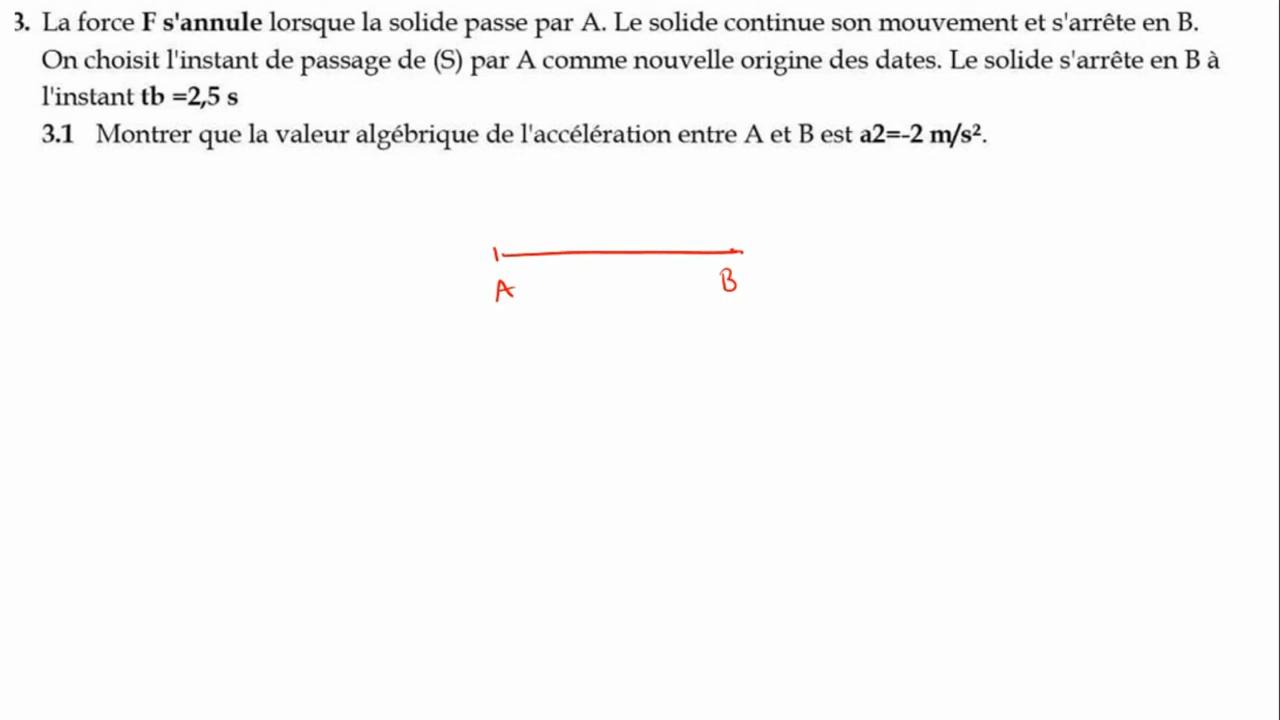 3. La force F s'annule lorsque la solide passe par A. Le solide continue son mouvement et s'arrête en B.
On choisit l'instant de passage de (S) par A comme nouvelle origine des dates. Le solide s'arrête en B à
l'instant tb =2,5 s
3.1 Montrer que la valeur algébrique de l'accélération entre A et B est a2=-2 m/s².
A B